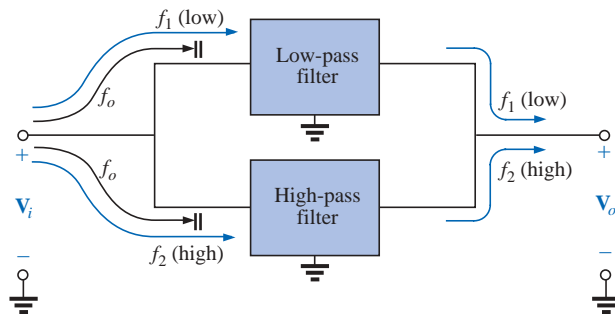 f₁ (low)
Low-pass
filter
fₒ
f₁ (low)
+
fₒ
+
f₂ (high)
Vᵢ
High-pass
filter
Vₒ
f₂ (high)
–
–